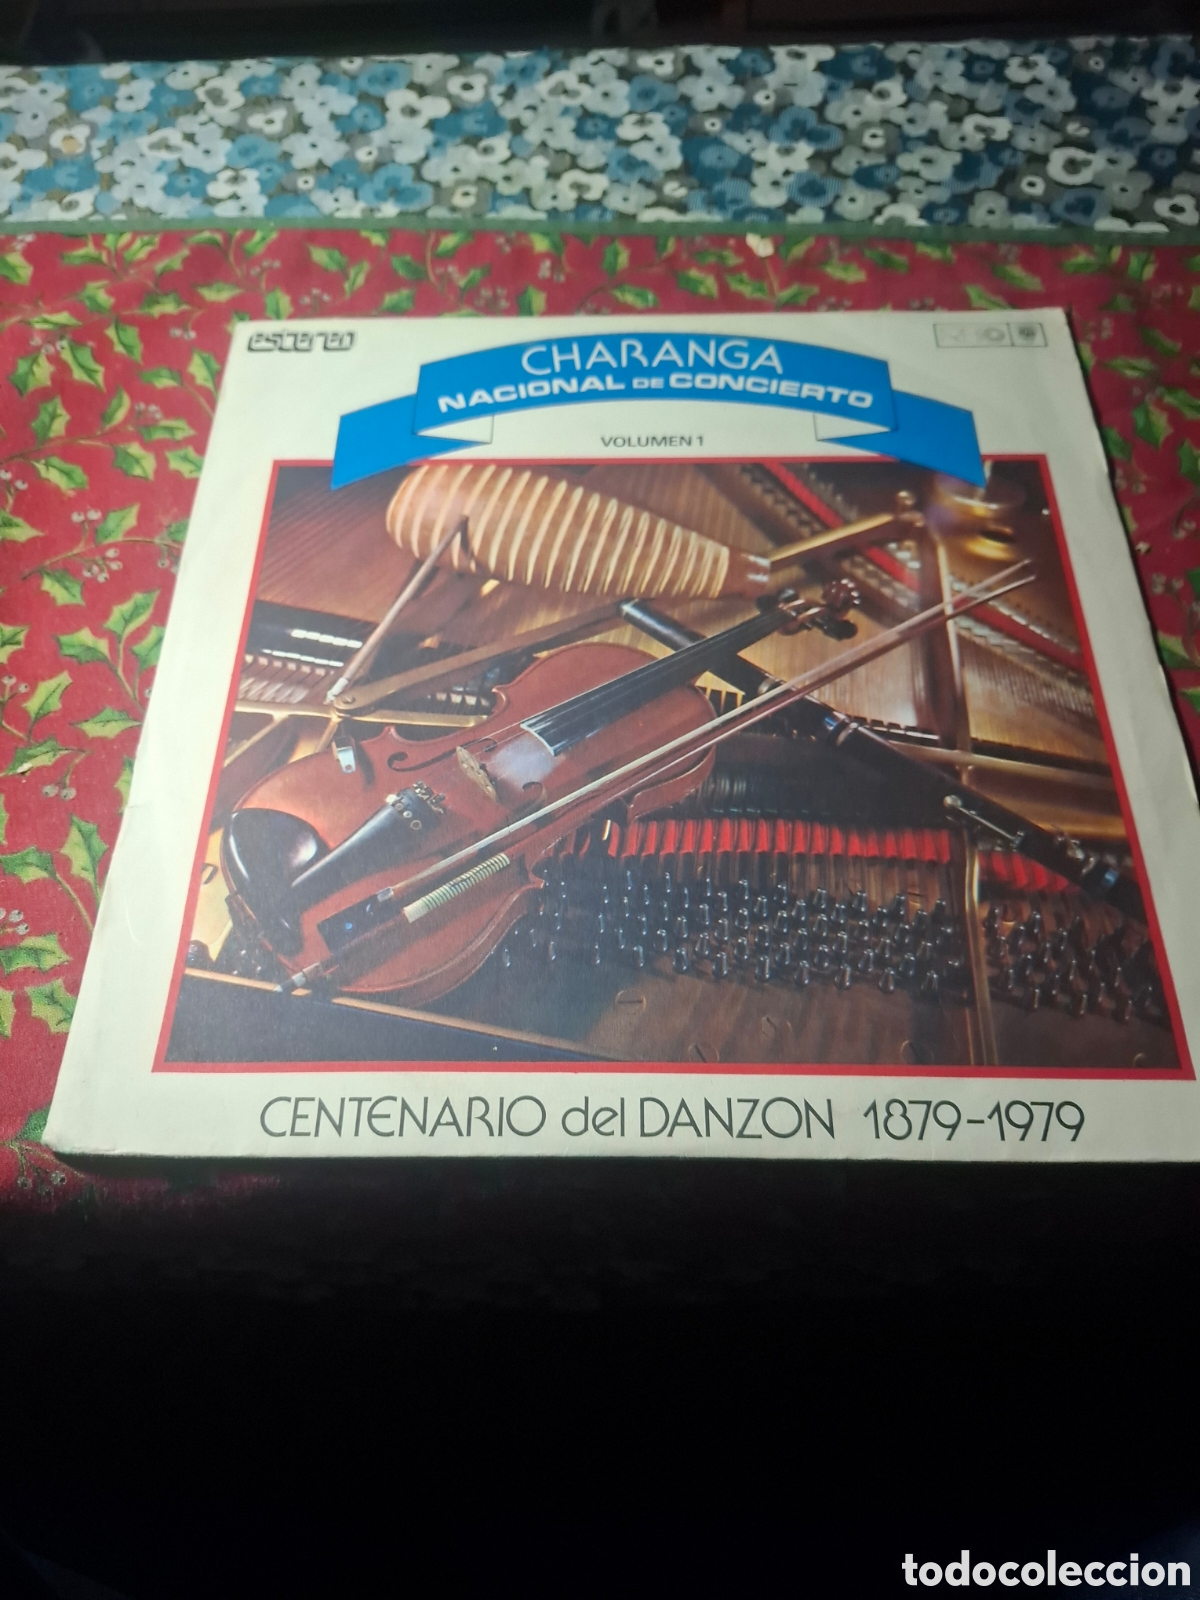 estereo
CHARANGA
NACIONAL DE CONCIERTO
VOLUMEN 1
CENTENARIO del DANZON 1879-1979
todocoleccion